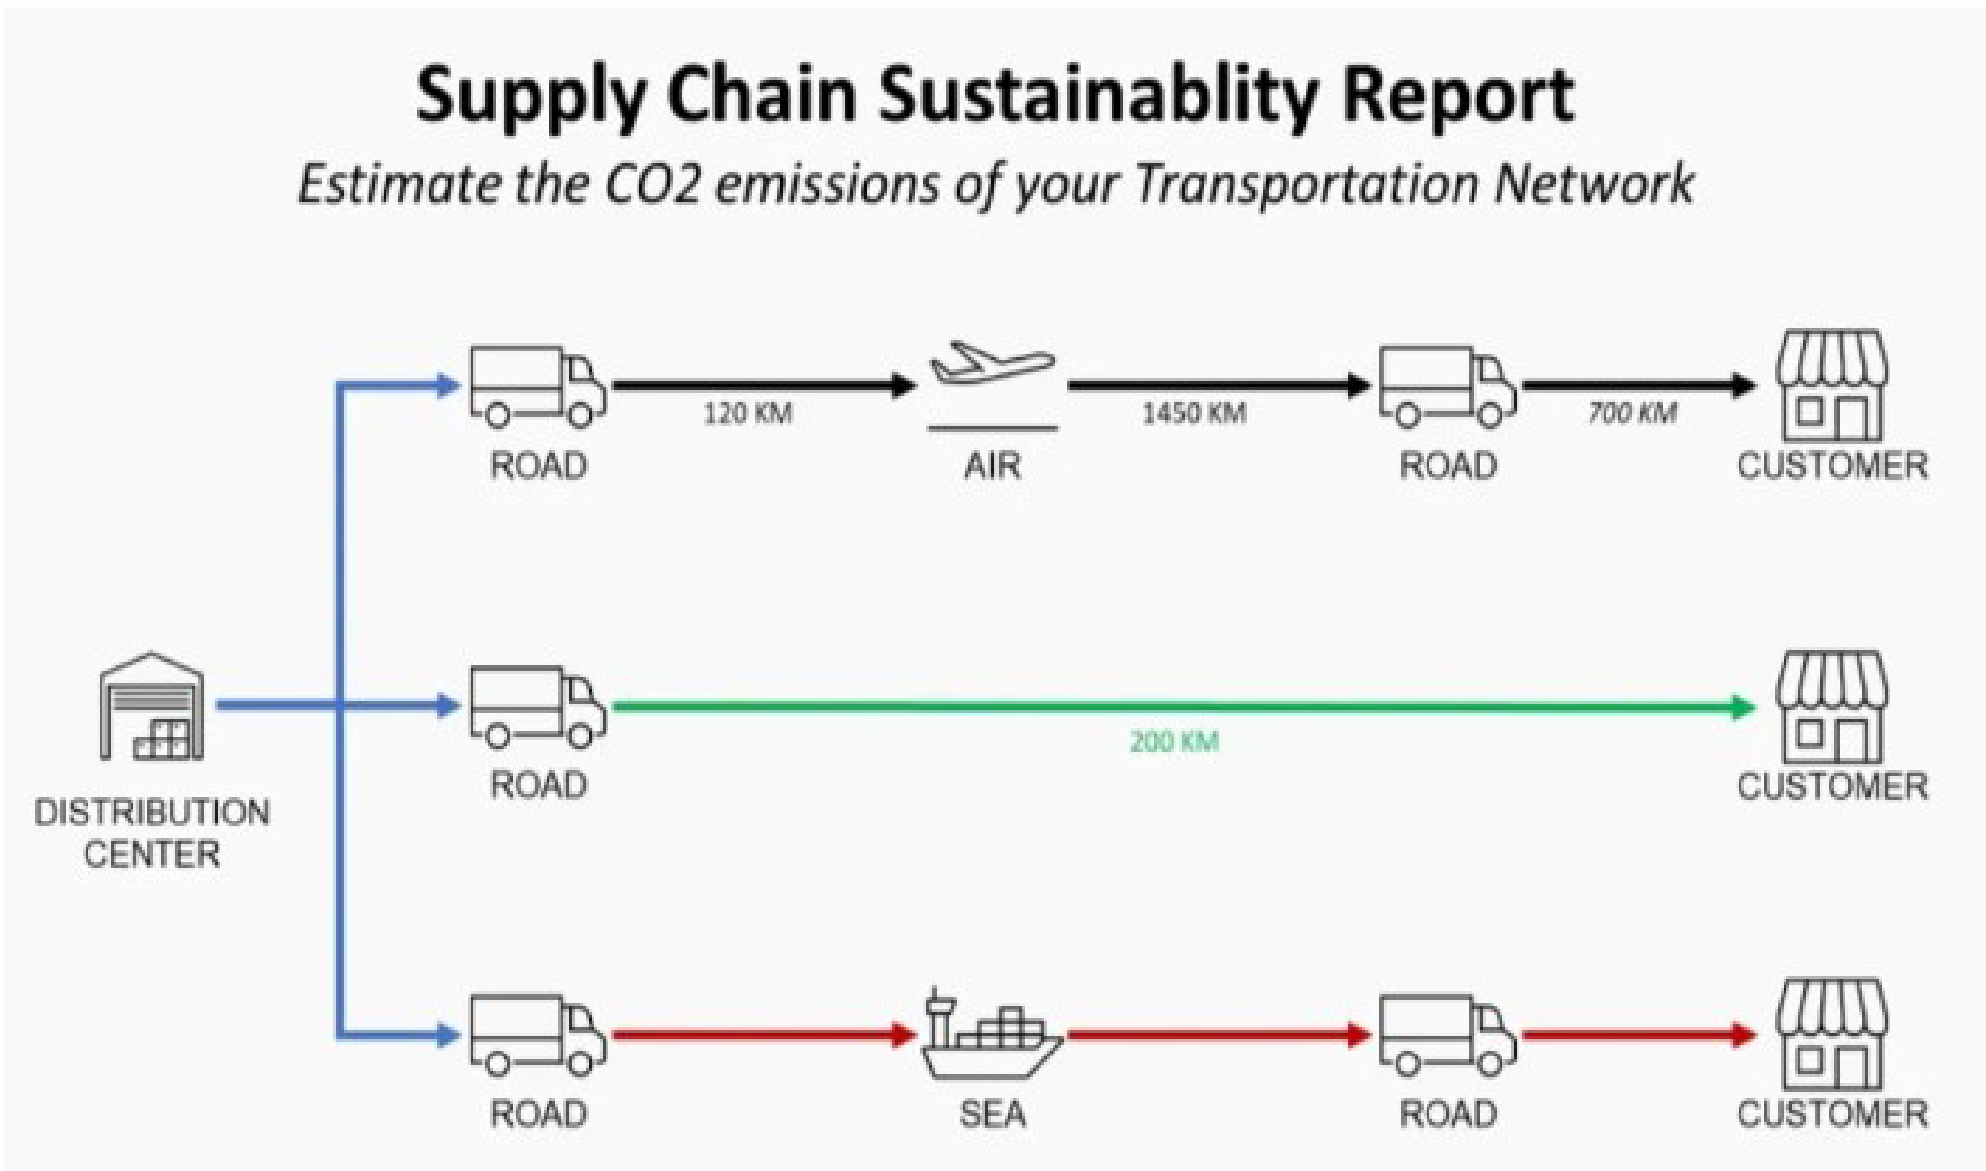 Supply Chain Sustainablity Report
Estimate the CO2 emissions of your Transportation Network
120 KM
1450 KM
700 KM
ROAD
AIR
ROAD
CUSTOMER
200 KM
ROAD
CUSTOMER
DISTRIBUTION
CENTER
ROAD
SEA
ROAD
CUSTOMER